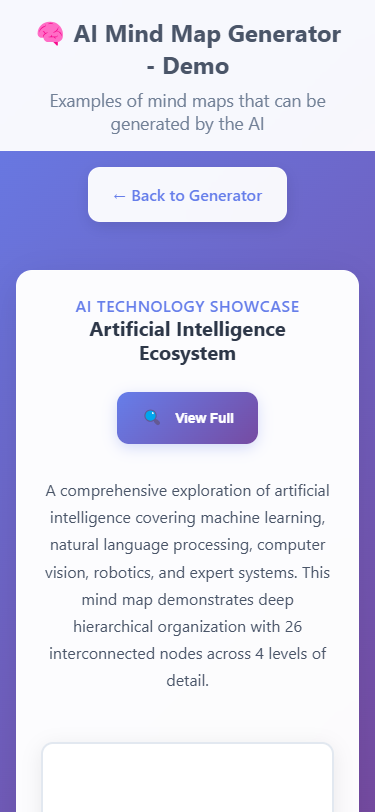 🧠 AI Mind Map Generator
- Demo
Examples of mind maps that can be
generated by the AI
← Back to Generator
AI TECHNOLOGY SHOWCASE
Artificial Intelligence
Ecosystem
🔍 View Full
A comprehensive exploration of artificial
intelligence covering machine learning,
natural language processing, computer
vision, robotics, and expert systems. This
mind map demonstrates deep
hierarchical organization with 26
interconnected nodes across 4 levels of
detail.